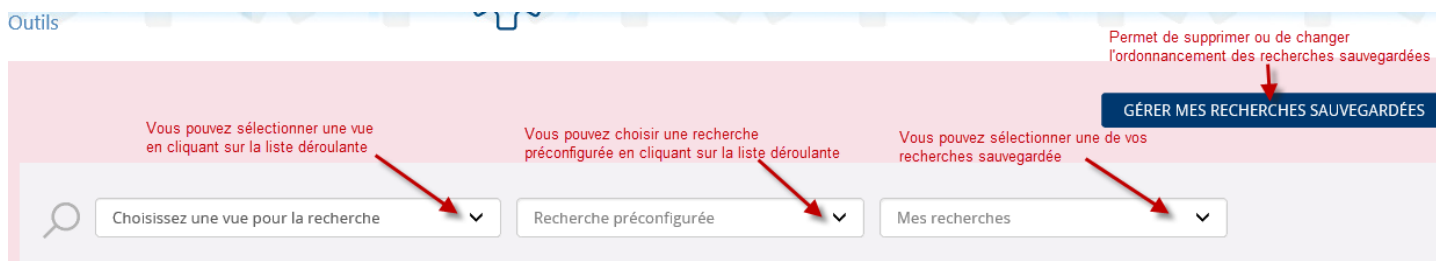 Outils
Permet de supprimer ou de changer
l'ordonnancement des recherches sauvegardées
GÉRER MES RECHERCHES SAUVEGARDÉES
Vous pouvez sélectionner une vue
en cliquant sur la liste déroulante
Vous pouvez choisir une recherche
préconfigurée en cliquant sur la liste déroulante
Vous pouvez sélectionner une de vos
recherches sauvegardée
Choisissez une vue pour la recherche
Recherche préconfigurée
Mes recherches